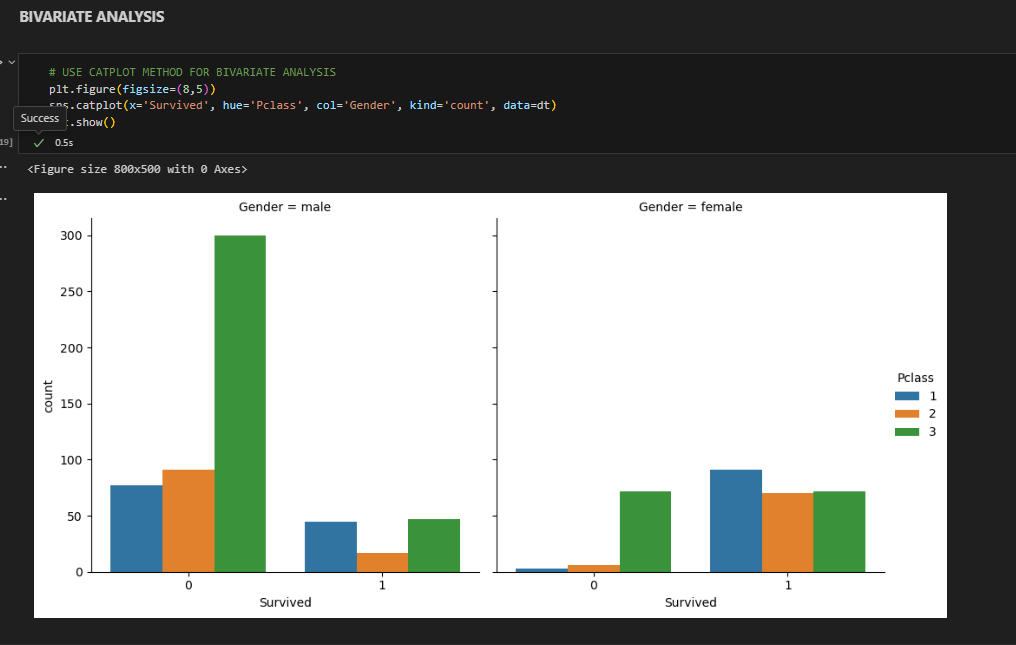 BIVARIATE ANALYSIS
# USE CATPLOT METHOD FOR BIVARIATE ANALYSIS
plt.figure(figsize=(8,5))
sns.catplot(x='Survived', hue='Pclass', col='Gender', kind='count', data=dt)
.show()
Success
19]
0.5s
<Figure size 800x500 with 0 Axes>
Gender = male
Gender = female
300
250
200
150
100
50
0
count
0
1
Survived
0
1
Survived
Pclass
1
2
3